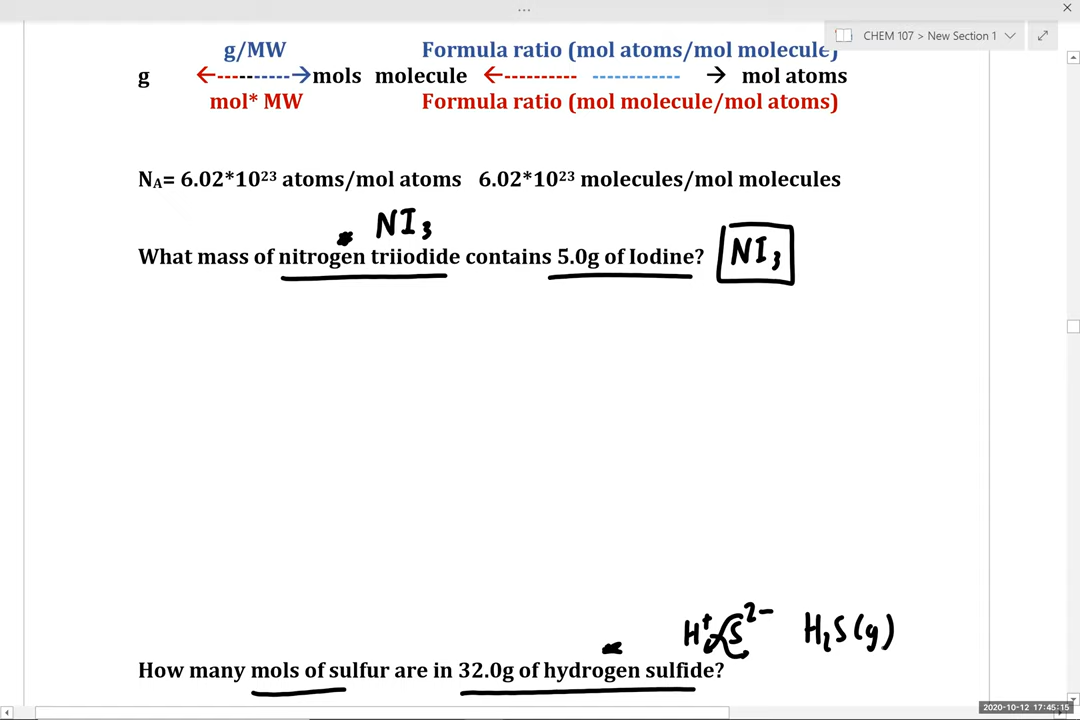 CHEM 107 > New Section 1
g/MW Formula ratio (mol atoms/mol molecule)
g mols molecule mol atoms
mol* MW Formula ratio (mol molecule/mol atoms)
NA= 6.02*10²³ atoms/mol atoms 6.02*10²³ molecules/mol molecules
NI₃
What mass of nitrogen triiodide contains 5.0g of Iodine? NI₃
H⁺ S²⁻ H₂S(g)
How many mols of sulfur are in 32.0g of hydrogen sulfide?
2020-10-12 17:45:15